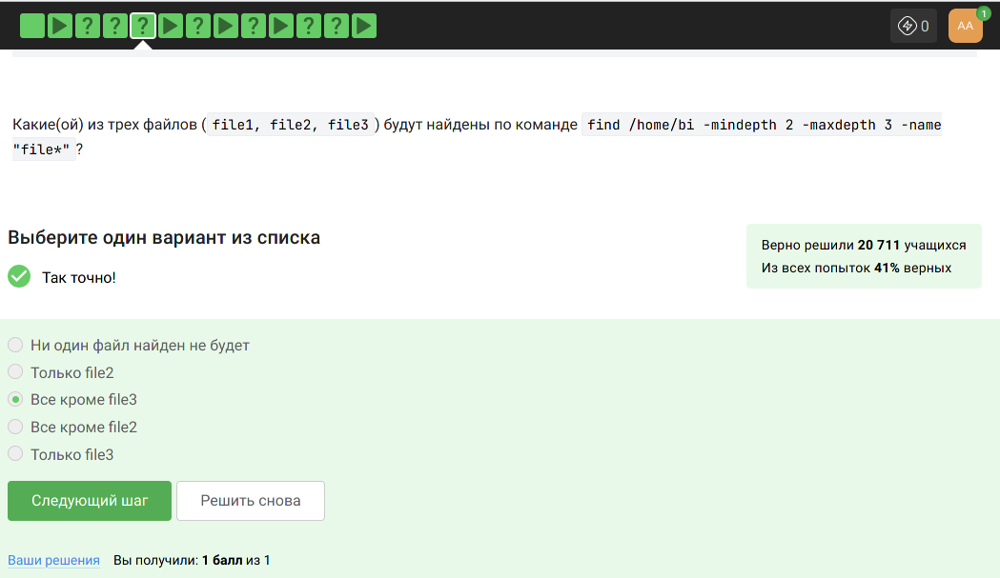 ? ? ? ? ? ? ?
0
AA
1
Какие(ой) из трех файлов ( file1, file2, file3 ) будут найдены по команде find /home/bi -mindepth 2 -maxdepth 3 -name
"file*" ?
Выберите один вариант из списка
Верно решили 20 711 учащихся
Из всех попыток 41% верных
Так точно!
Ни один файл найден не будет
Только file2
Все кроме file3
Все кроме file2
Только file3
Следующий шаг
Решить снова
Ваши решения Вы получили: 1 балл из 1